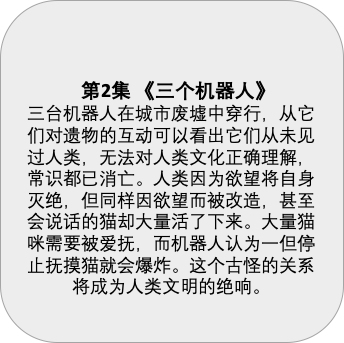 第2集 《三个机器人》
三台机器人在城市废墟中穿行，从它
们对遗物的互动可以看出它们从未见
过人类，无法对人类文化正确理解，
常识都已消亡。人类因为欲望将自身
灭绝，但同样因欲望而被改造，甚至
会说话的猫却大量活了下来。大量猫
咪需要被爱抚，而机器人认为一但停
止抚摸猫就会爆炸。这个古怪的关系
将成为人类文明的绝响。